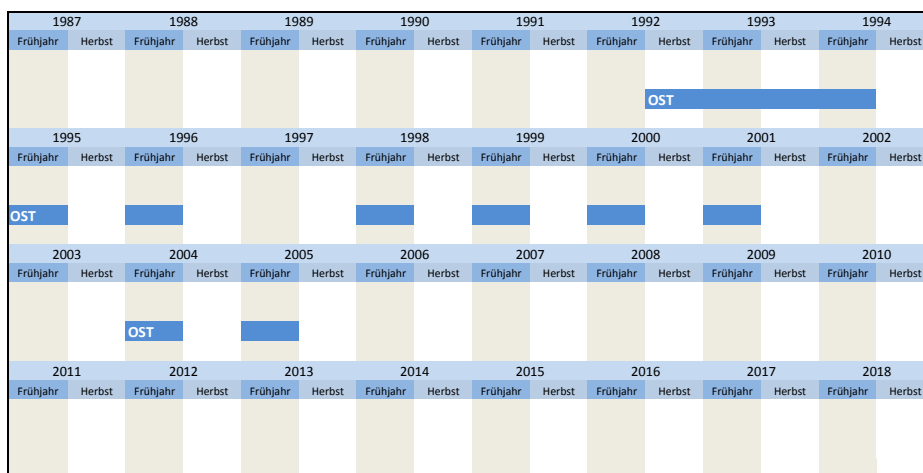 1987 1988 1989 1990 1991 1992 1993 1994
Frühjahr Herbst Frühjahr Herbst Frühjahr Herbst Frühjahr Herbst Frühjahr Herbst Frühjahr Herbst Frühjahr Herbst Frühjahr Herbst
OST
1995 1996 1997 1998 1999 2000 2001 2002
Frühjahr Herbst Frühjahr Herbst Frühjahr Herbst Frühjahr Herbst Frühjahr Herbst Frühjahr Herbst Frühjahr Herbst Frühjahr Herbst
OST
2003 2004 2005 2006 2007 2008 2009 2010
Frühjahr Herbst Frühjahr Herbst Frühjahr Herbst Frühjahr Herbst Frühjahr Herbst Frühjahr Herbst Frühjahr Herbst Frühjahr Herbst
OST
2011 2012 2013 2014 2015 2016 2017 2018
Frühjahr Herbst Frühjahr Herbst Frühjahr Herbst Frühjahr Herbst Frühjahr Herbst Frühjahr Herbst Frühjahr Herbst Frühjahr Herbst